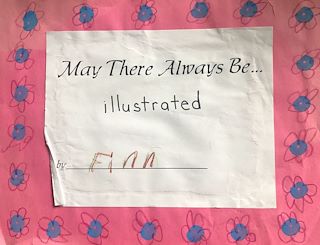 May There Always Be...
illustrated
by Finn